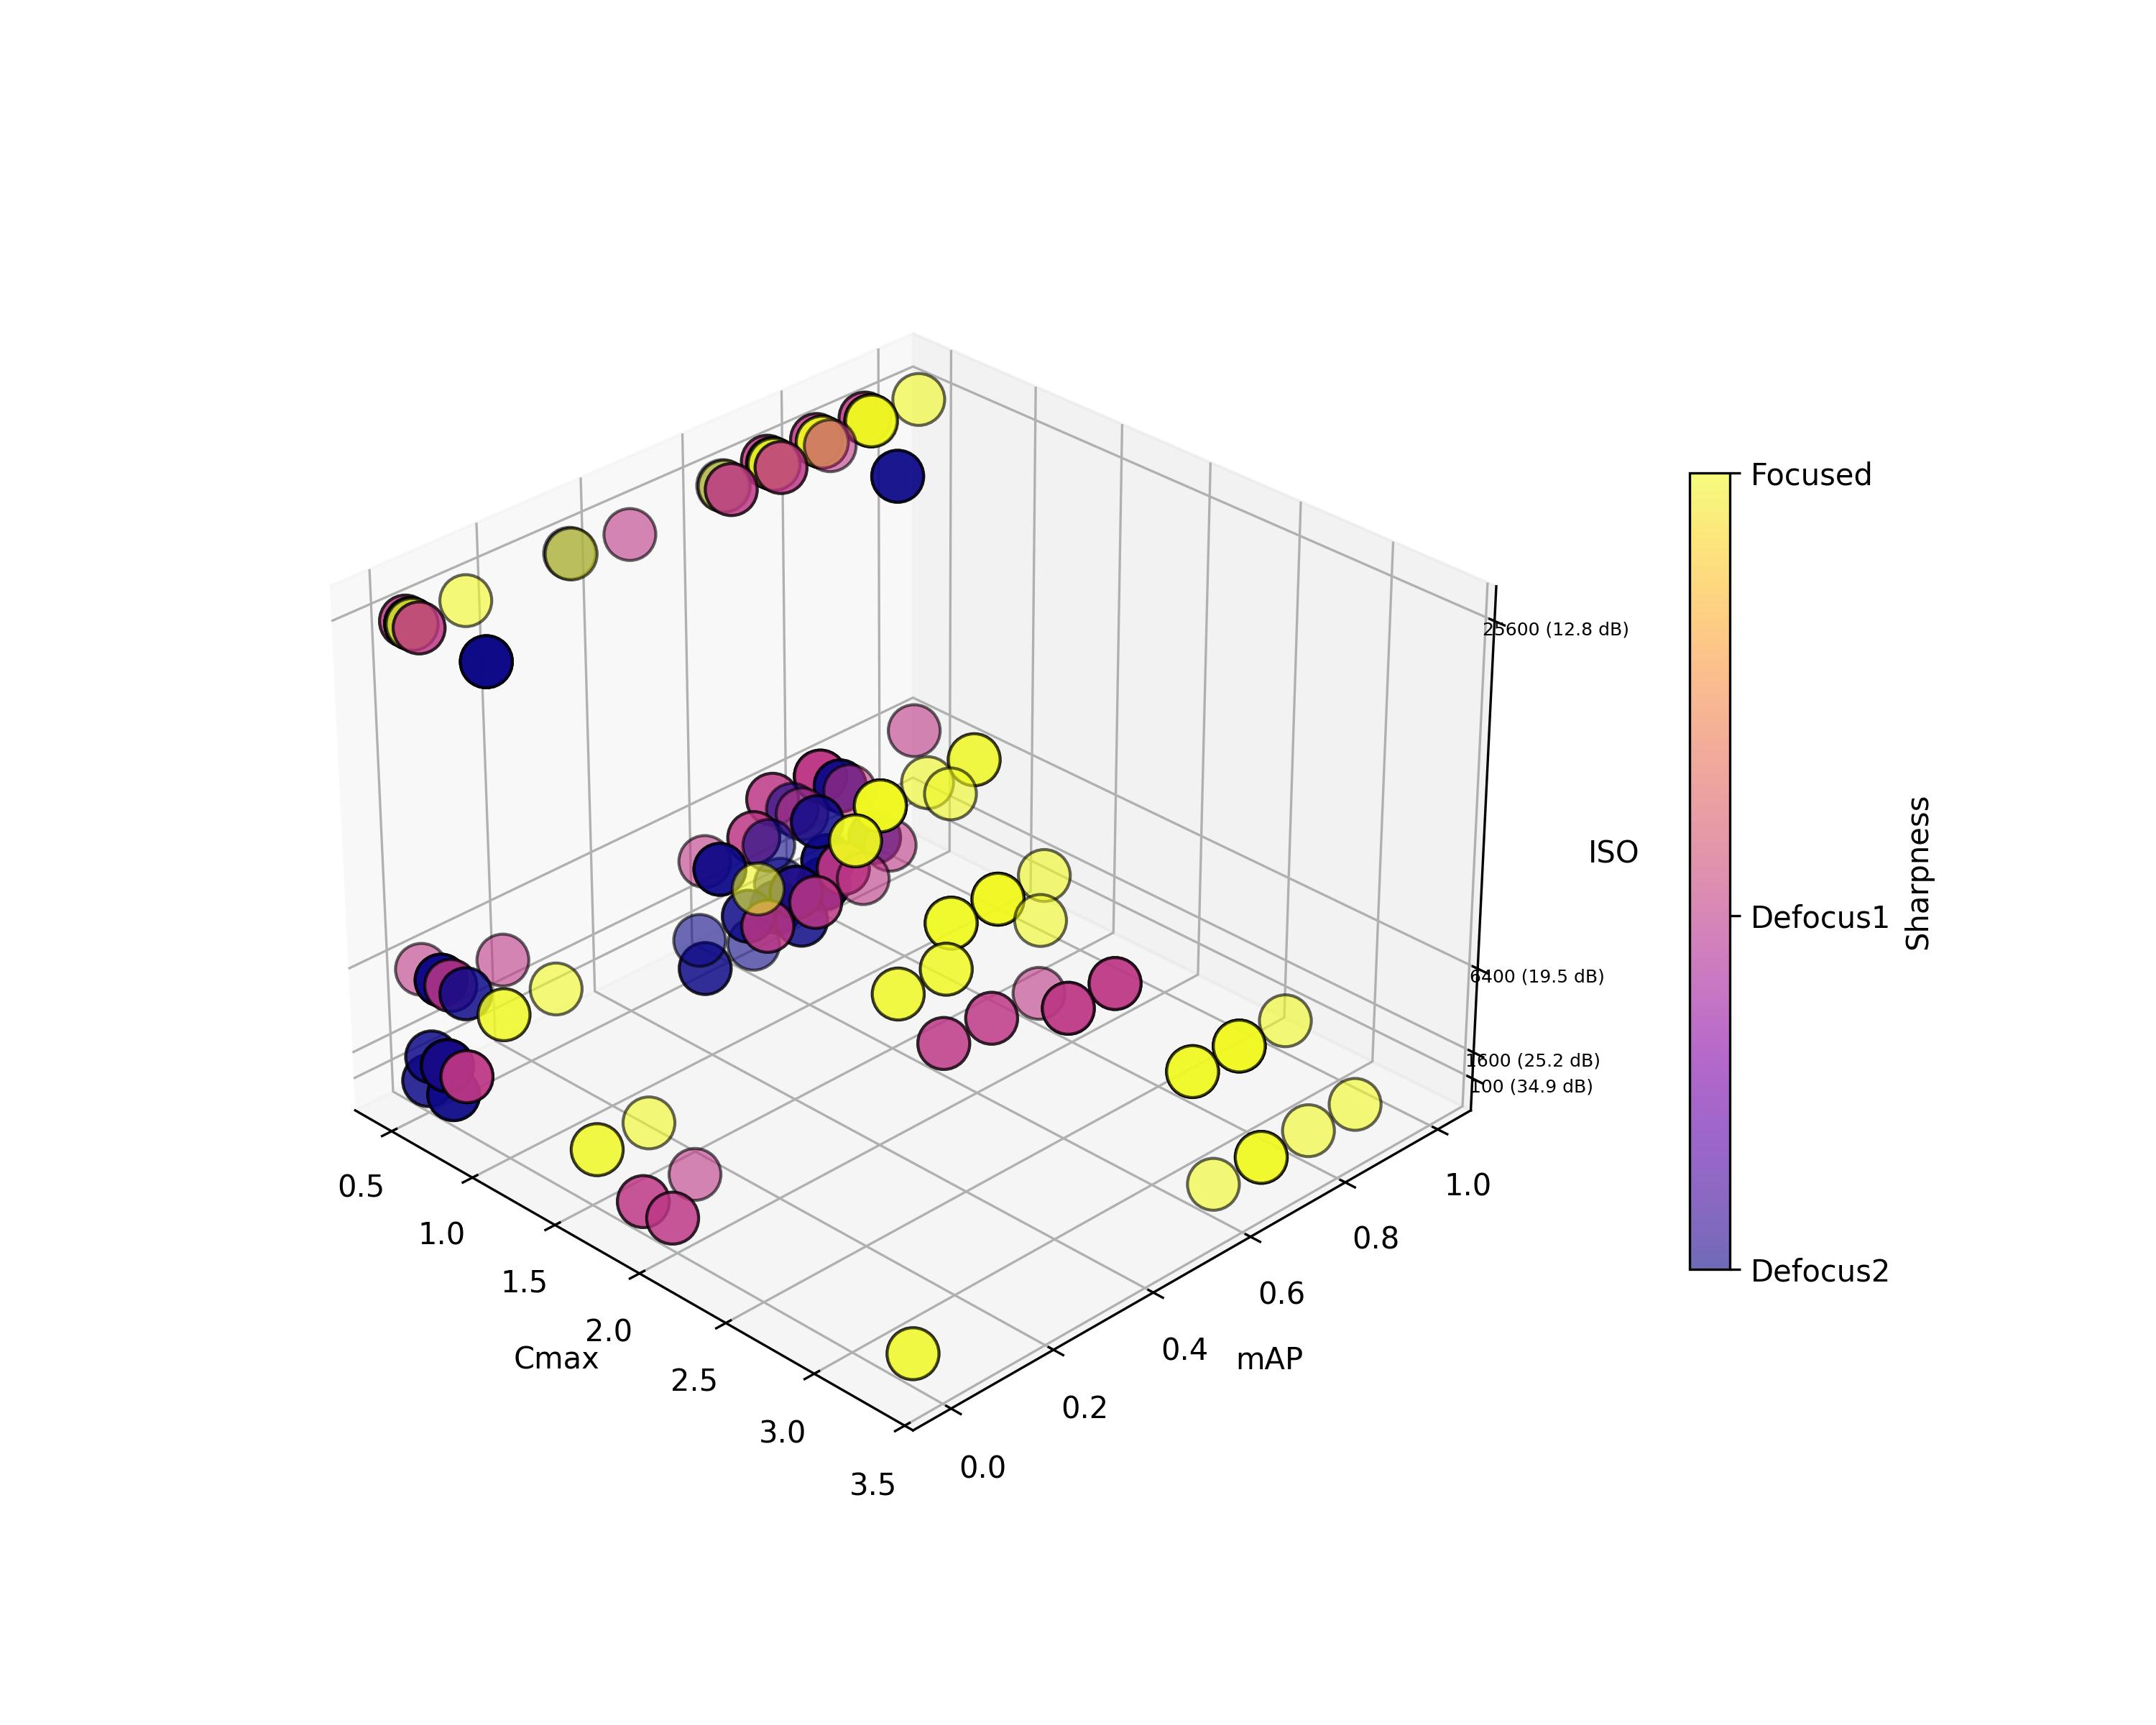 Focused
25600 (12.8 dB)
ISO
Sharpness
Defocus1
6400 (19.5 dB)
1600 (25.2 dB)
100 (34.9 dB)
0.5
1.0
1.5
2.0
2.5
3.0
3.5
Cmax
0.0
0.2
0.4
0.6
0.8
1.0
mAP
Defocus2